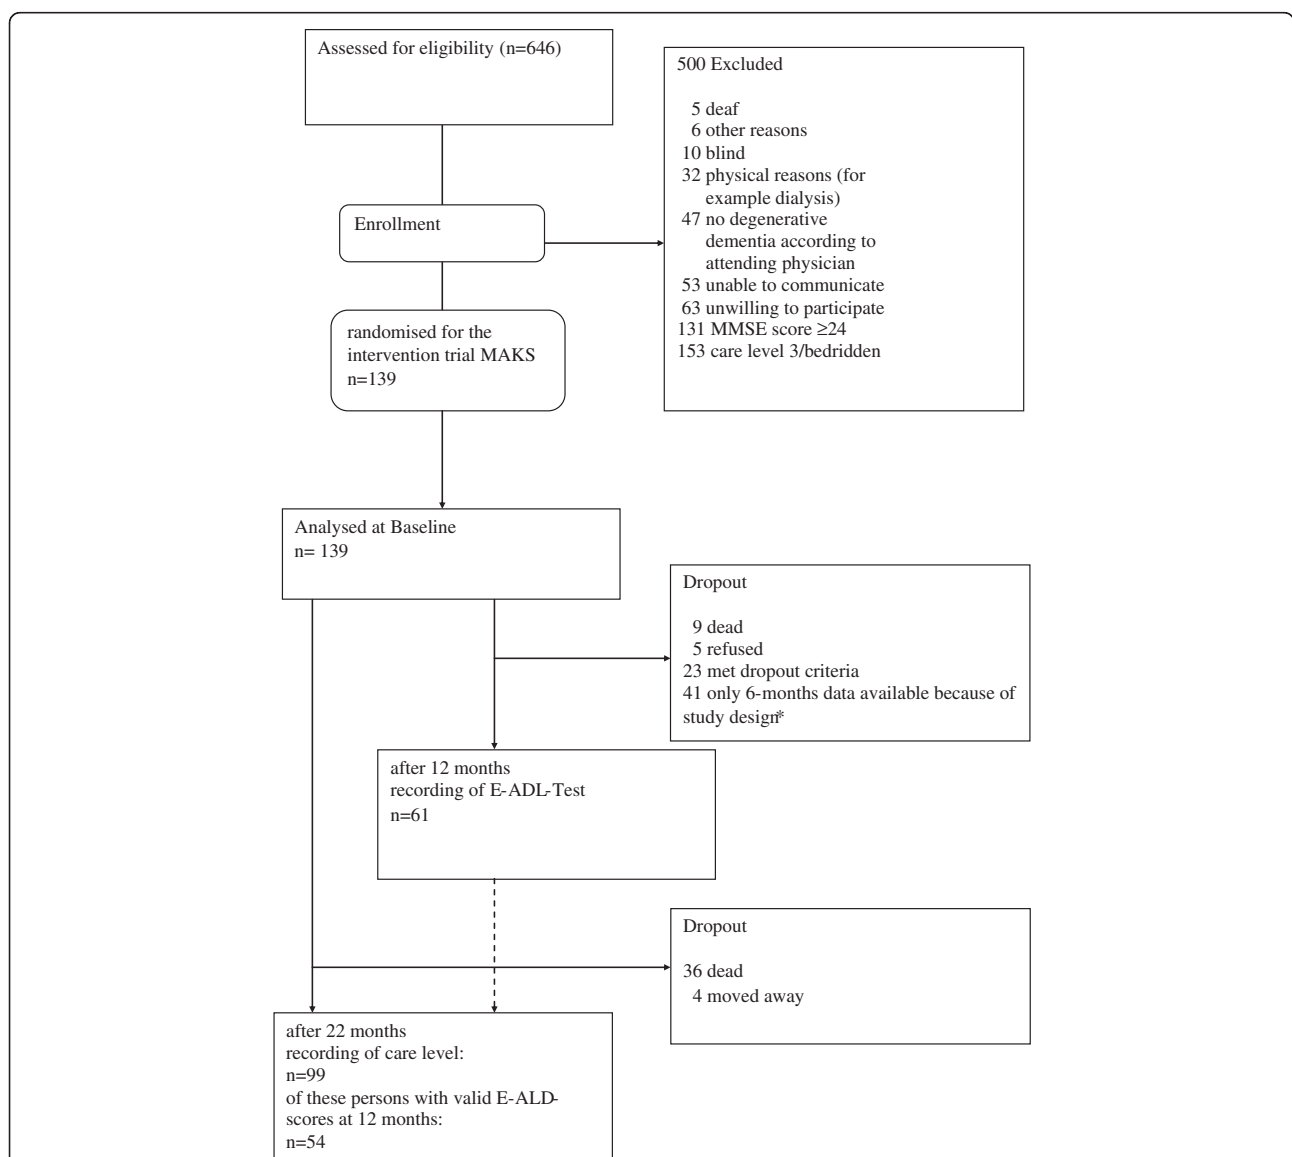 Assessed for eligibility (n=646)
500 Excluded
5 deaf
6 other reasons
10 blind
32 physical reasons (for
example dialysis)
47 no degenerative
dementia according to
attending physician
53 unable to communicate
63 unwilling to participate
131 MMSE score ≥24
153 care level 3/bedridden
Enrollment
randomised for the
intervention trial MAKS
n=139
Analysed at Baseline
n= 139
Dropout
9 dead
5 refused
23 met dropout criteria
41 only 6-months data available because of
study design*
after 12 months
recording of E-ADL-Test
n=61
Dropout
36 dead
4 moved away
after 22 months
recording of care level:
n=99
of these persons with valid E-ALD-
scores at 12 months:
n=54